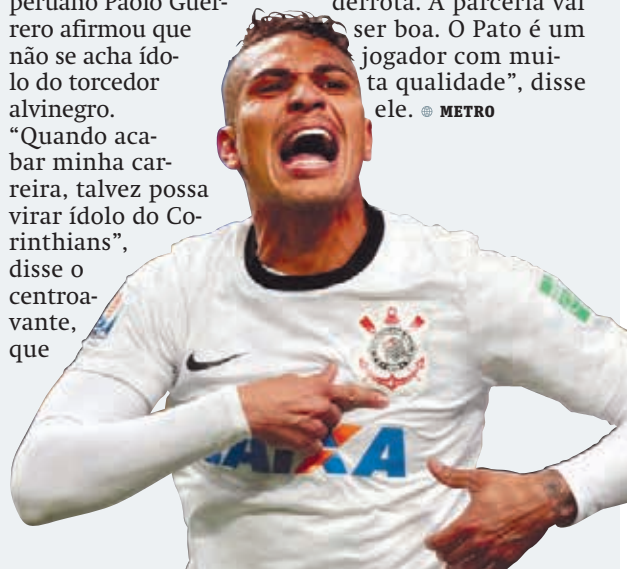 peruano Paolo Guer-
rero afirmou que
não se acha ído-
lo do torcedor
alvinegro.
“Quando aca-
bar minha car-
reira, talvez possa
virar ídolo do Co-
rinthians”,
disse o
centroa-
vante,
que
derrota. A parceria vai
ser boa. O Pato é um
jogador com mui-
ta qualidade”, disse
ele. METRO
CAIXA